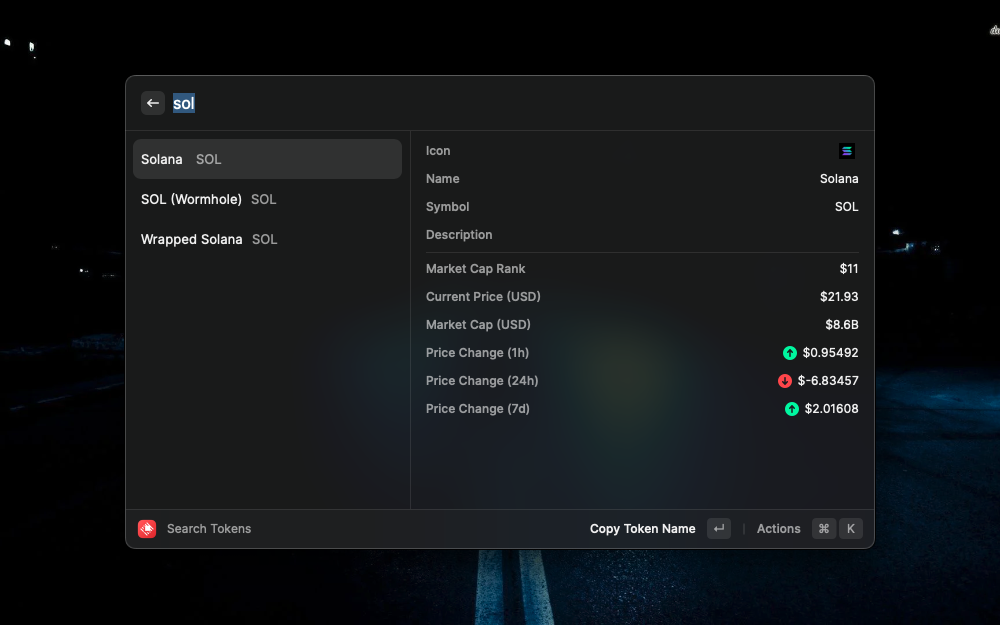 sol
Solana SOL
SOL (Wormhole) SOL
Wrapped Solana SOL
Icon
Name Solana
Symbol SOL
Description
Market Cap Rank $11
Current Price (USD) $21.93
Market Cap (USD) $8.6B
Price Change (1h) $0.95492
Price Change (24h) $-6.83457
Price Change (7d) $2.01608
Search Tokens Copy Token Name ↵ | Actions ⌘ K